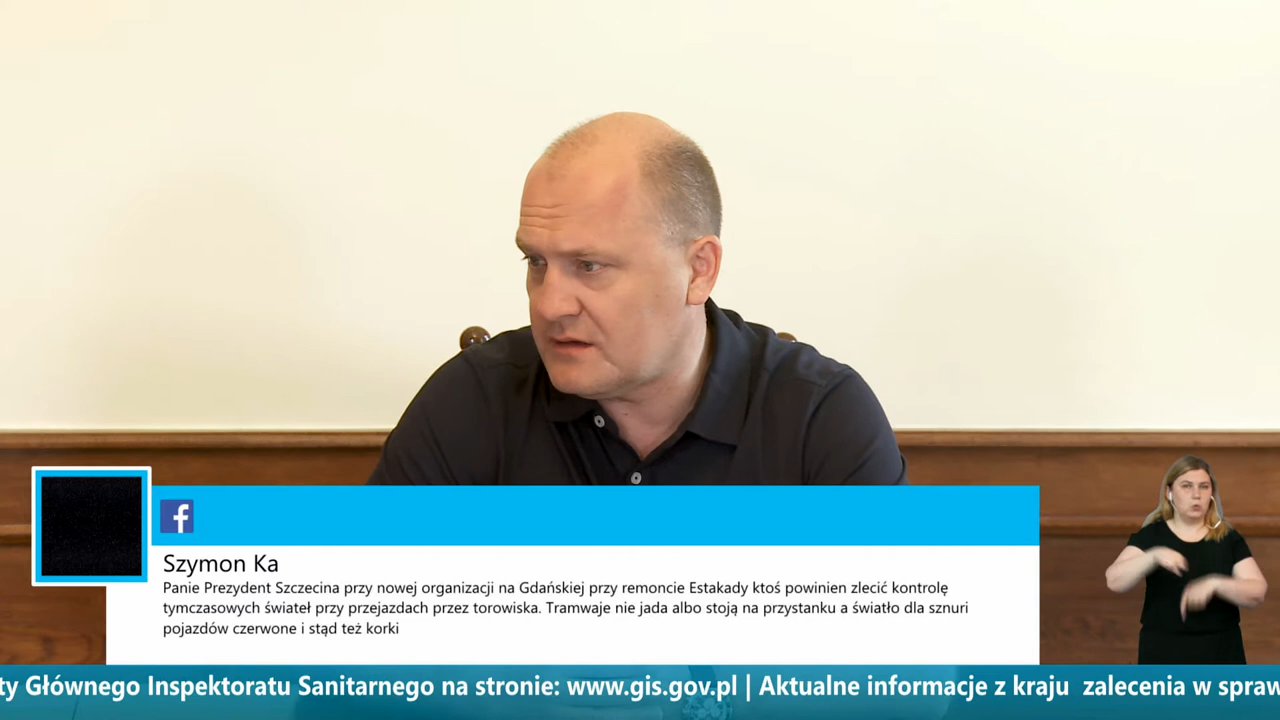 f
Szymon Ka
Panie Prezydent Szczecina przy nowej organizacji na Gdańskiej przy remoncie Estakady ktoś powinien zlecić kontrolę
tymczasowych świateł przy przejazdach przez torowiska. Tramwaje nie jada albo stoją na przystanku a światło dla sznuri
pojazdów czerwone i stąd też korki
ty Głównego Inspektoratu Sanitarnego na stronie: www.gis.gov.pl | Aktualne informacje z kraju zalecenia w spraw